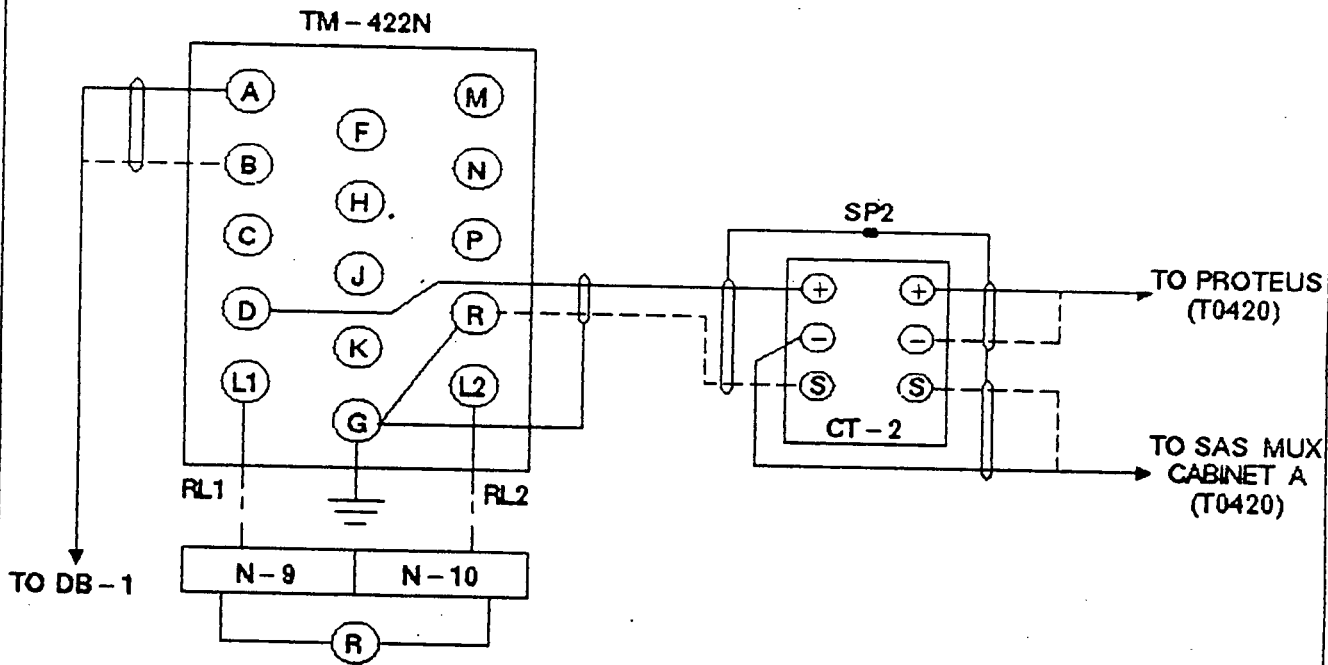 TM-422N
A
M
F
B
N
H
C
P
J
SP2
D
R
+
+
TO PROTEUS
(T0420)
K
-
-
L1
L2
S
S
G
CT-2
TO SAS MUX
CABINET A
(T0420)
RL1
RL2
TO DB-1
N-9
N-10
R